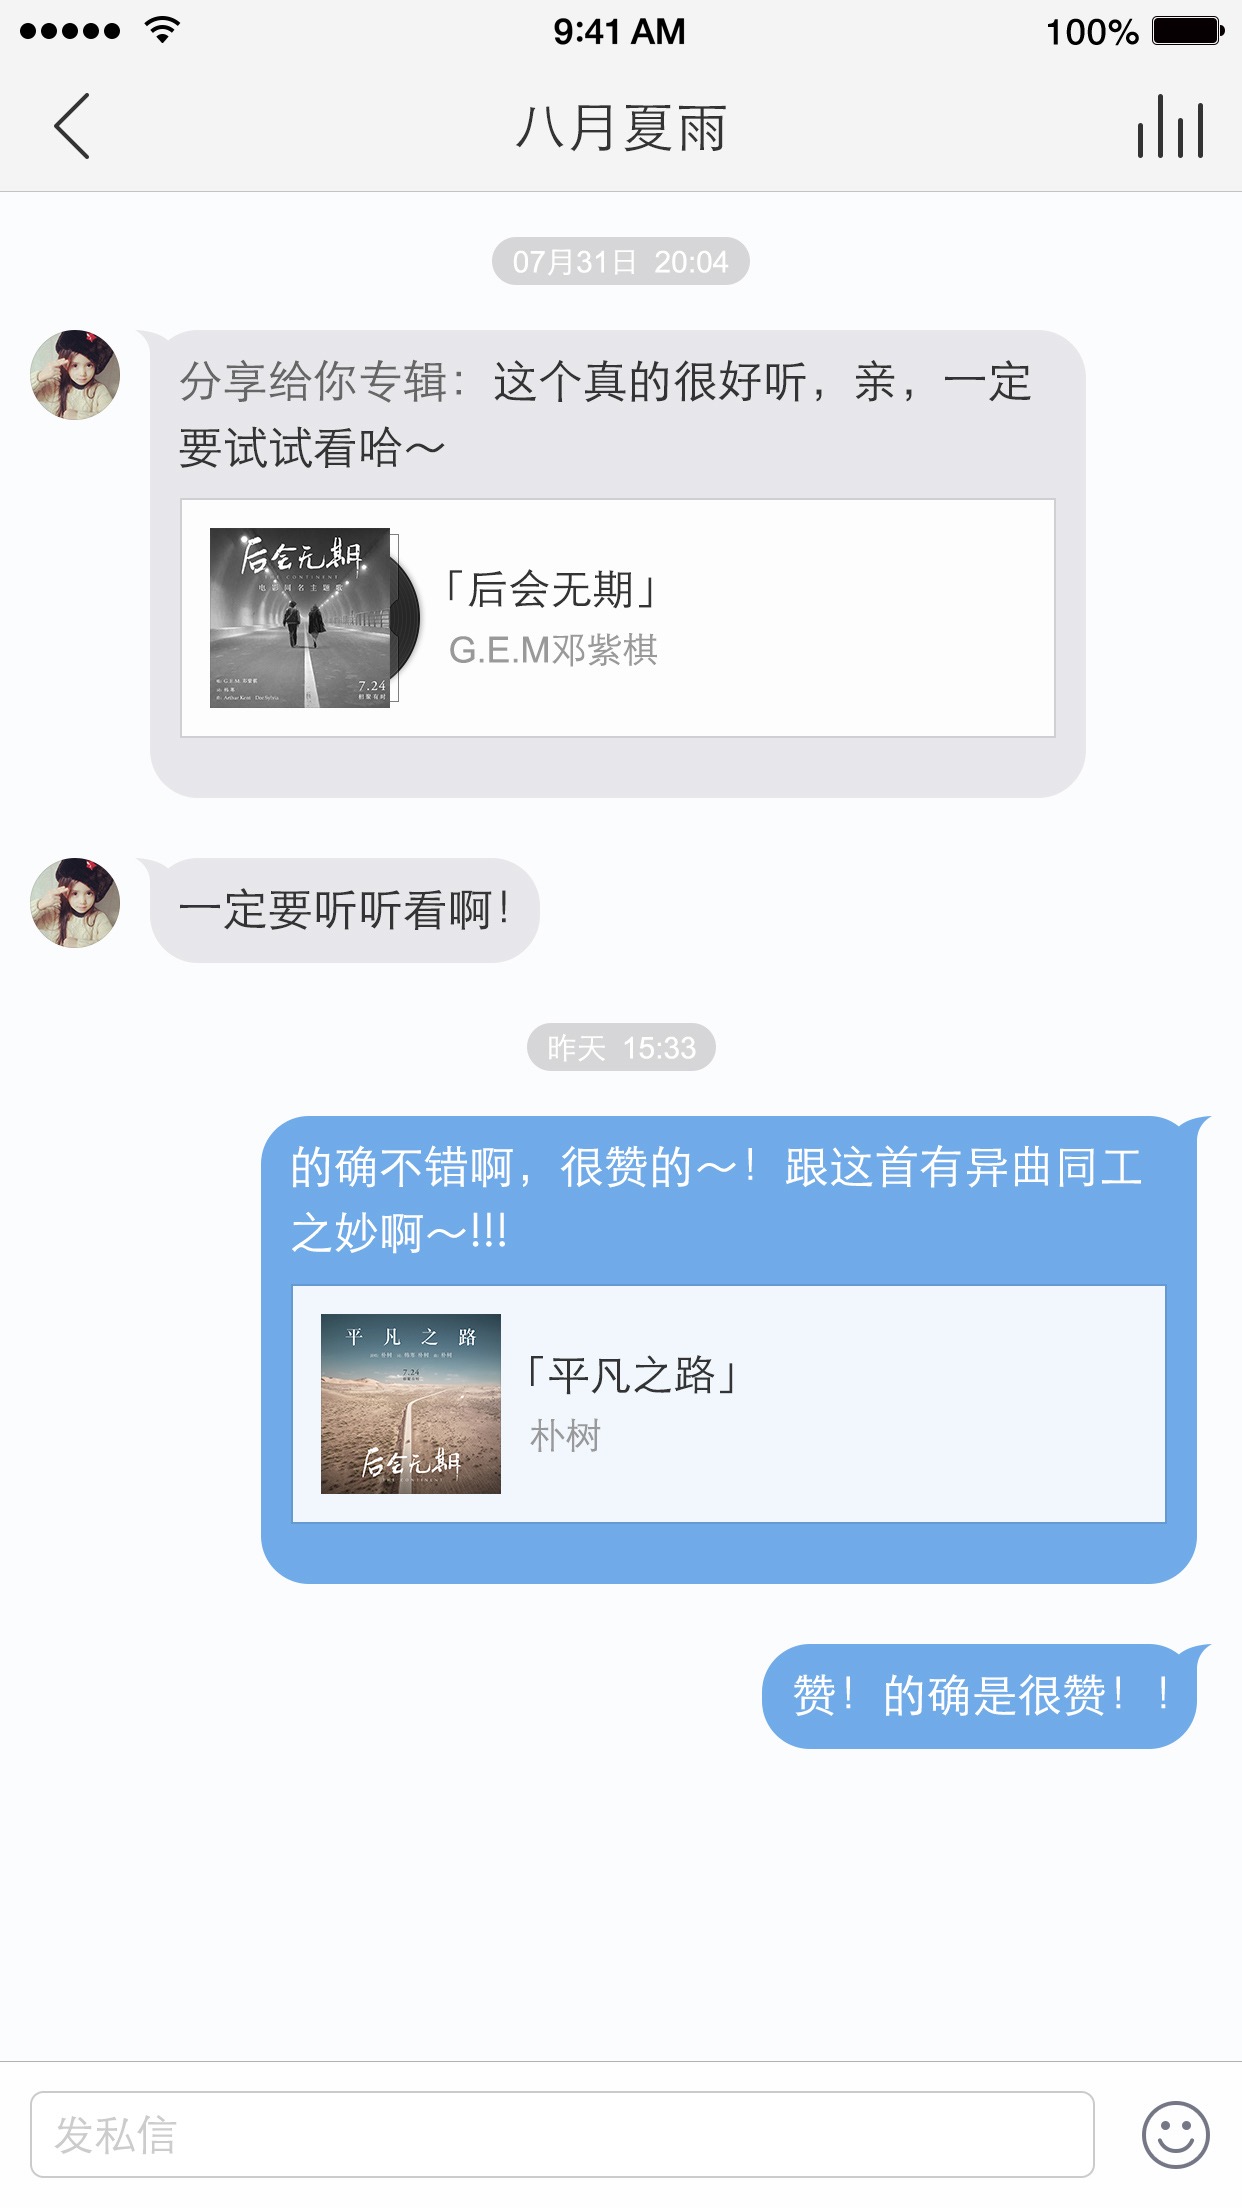 9:41 AM
100%
八月夏雨
07月31日 20:04
分享给你专辑：这个真的很好听，亲，一定
要试试看哈～
后会无期
THE CONTINENT
电影同名主题歌
7.24
相聚有时
「后会无期」
G.E.M邓紫棋
一定要听听看啊！
昨天 15:33
的确不错啊，很赞的～！跟这首有异曲同工
之妙啊～!!!
平凡之路
7.24
后会无期
THE CONTINENT
「平凡之路」
朴树
赞！的确是很赞！！
发私信